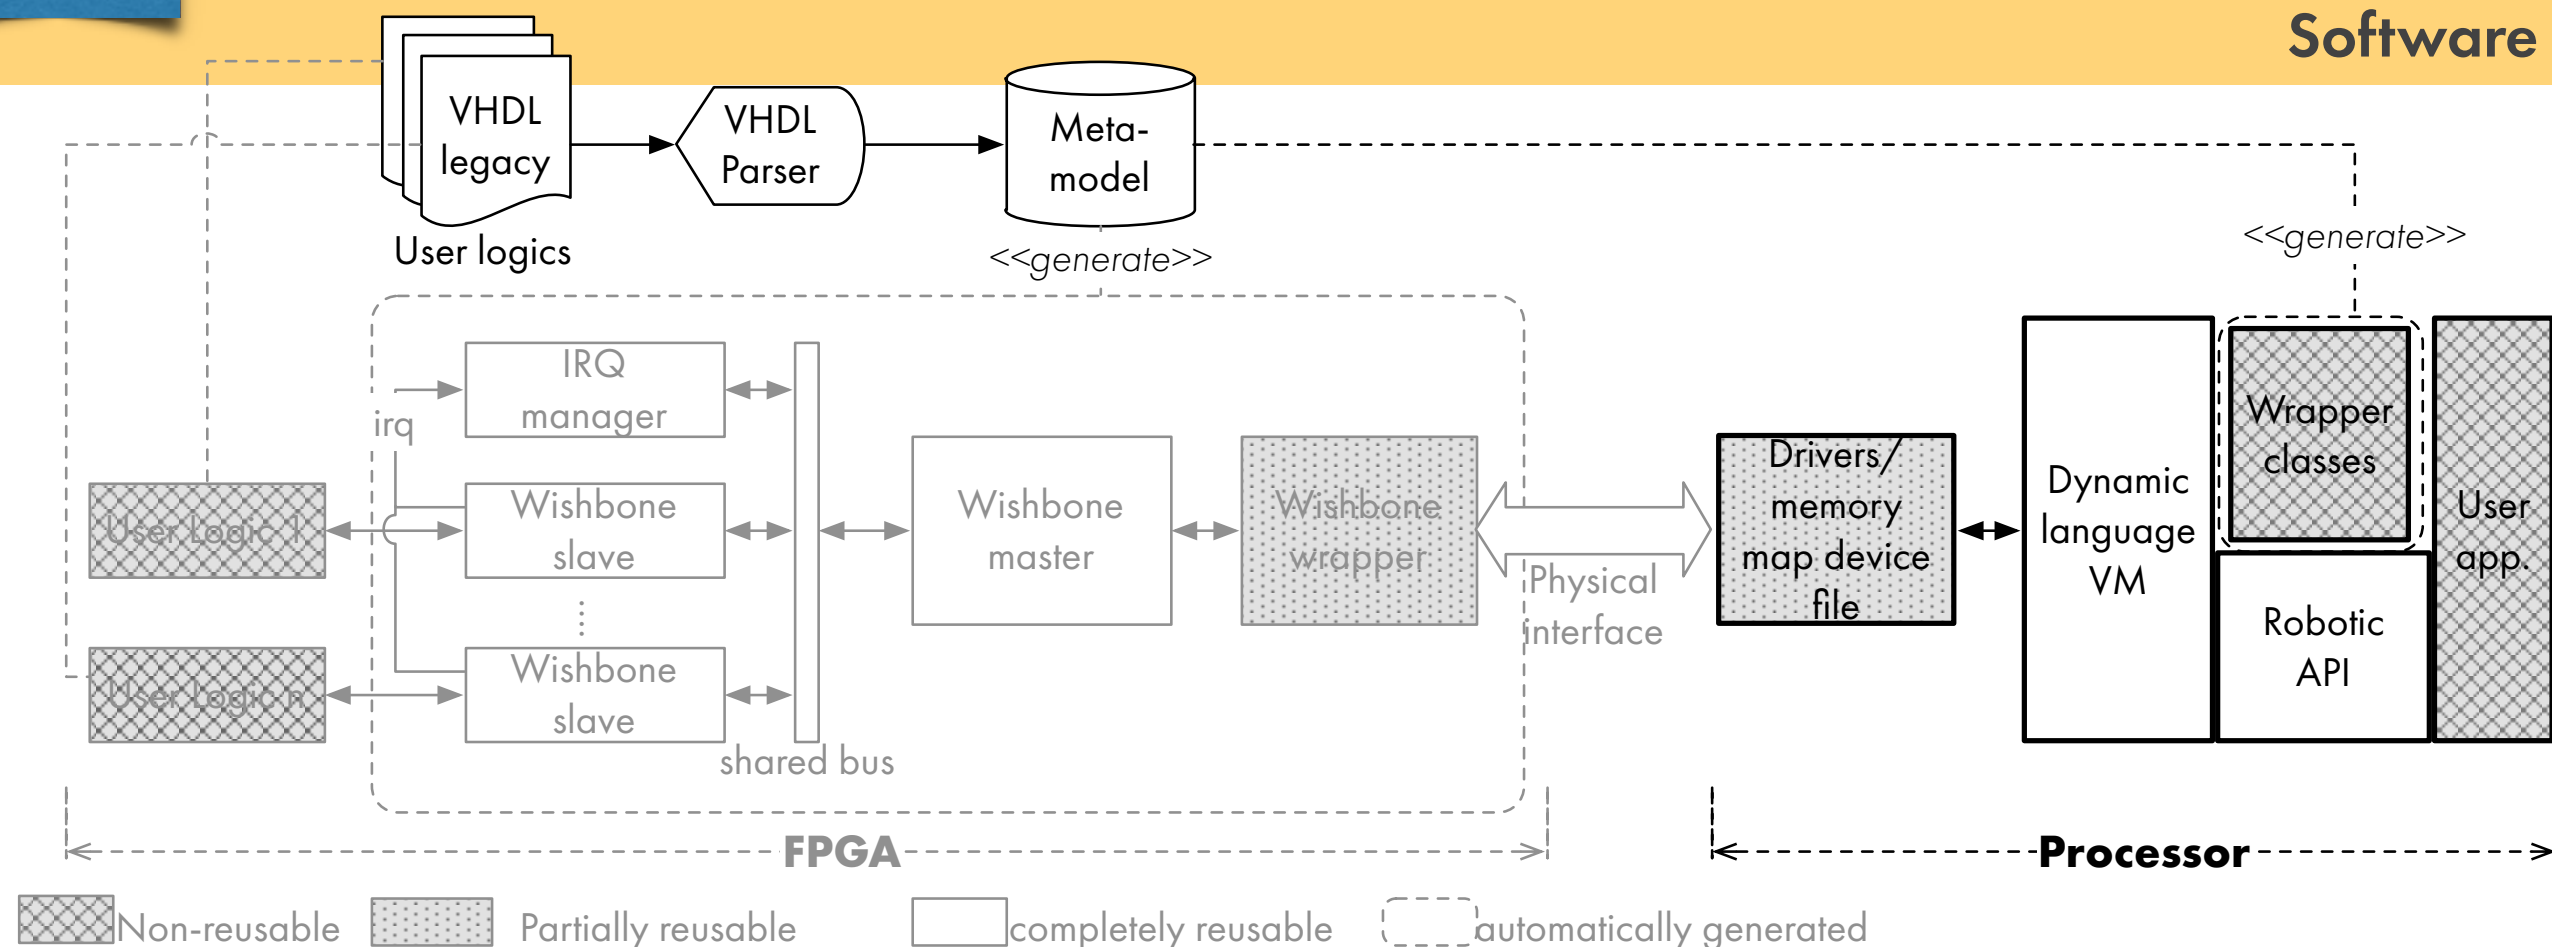 Software
VHDL
legacy
VHDL
Parser
Meta-
model
User logics
<<generate>>
<<generate>>
IRQ
manager
irq
User Logic 1
Wishbone
slave
Wishbone
master
Wishbone
wrapper
Physical
interface
User Logic n
Wishbone
slave
shared bus
Drivers/
memory
map device
file
Dynamic
language
VM
Wrapper
classes
Robotic
API
User
app.
FPGA
Processor
Non-reusable
Partially reusable
completely reusable
automatically generated